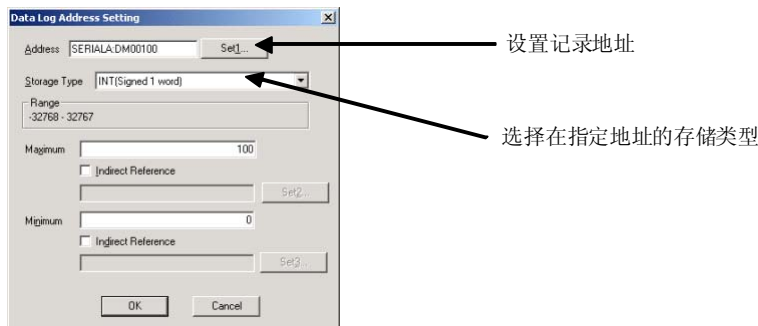 Data Log Address Setting
Address SERIALA:DM00100 Set1...
设置记录地址
Storage Type INT(Signed 1 word)
选择在指定地址的存储类型
Range
-32768 - 32767
Maximum 100
Indirect Reference
Set2...
Minimum 0
Indirect Reference
Set3...
OK Cancel